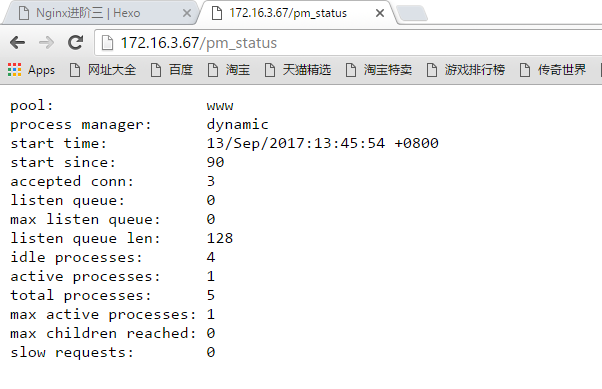 Nginx进阶三 | Hexo
172.16.3.67/pm_status
172.16.3.67/pm_status
Apps 网址大全 百度 淘宝 天猫精选 淘宝特卖 游戏排行榜 传奇世界
pool: www
process manager: dynamic
start time: 13/Sep/2017:13:45:54 +0800
start since: 90
accepted conn: 3
listen queue: 0
max listen queue: 0
listen queue len: 128
idle processes: 4
active processes: 1
total processes: 5
max active processes: 1
max children reached: 0
slow requests: 0